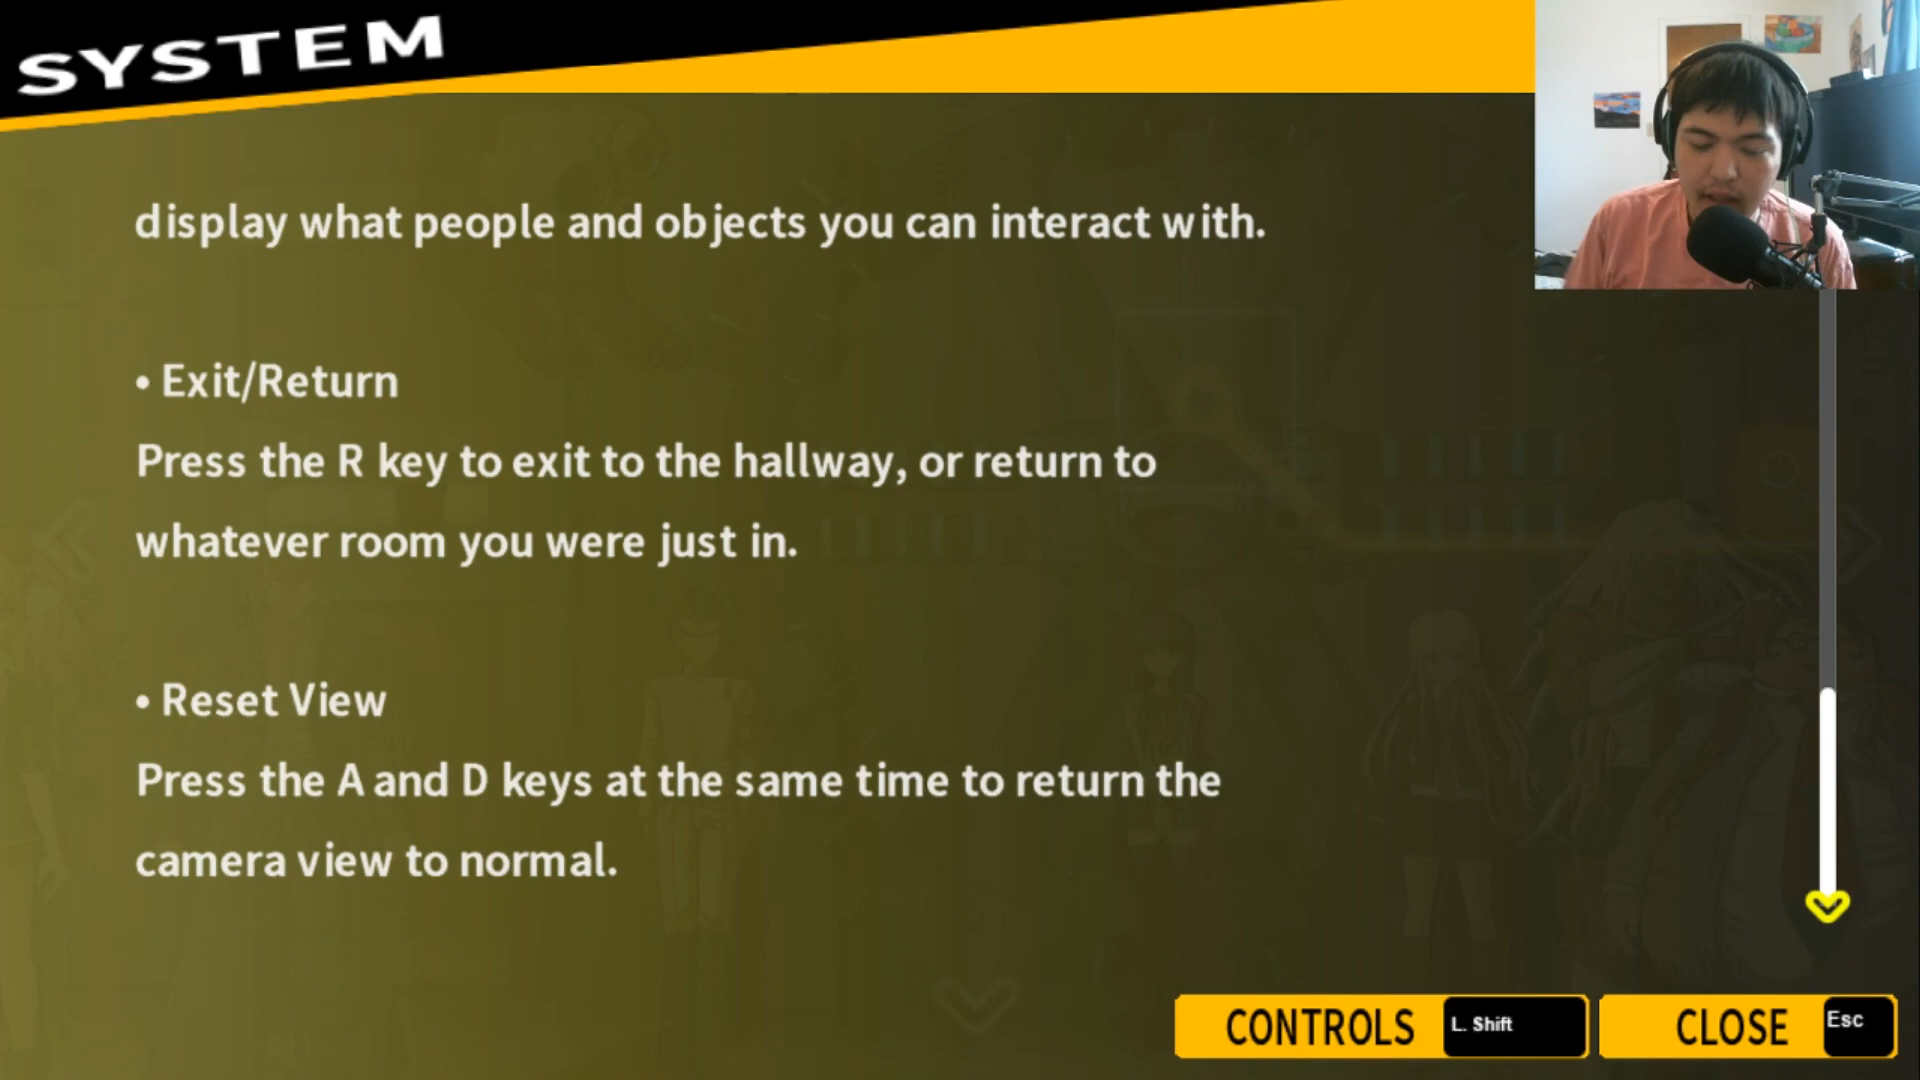 SYSTEM
display what people and objects you can interact with.
• Exit/Return
Press the R key to exit to the hallway, or return to
whatever room you were just in.
• Reset View
Press the A and D keys at the same time to return the
camera view to normal.
CONTROLS L. Shift CLOSE Esc